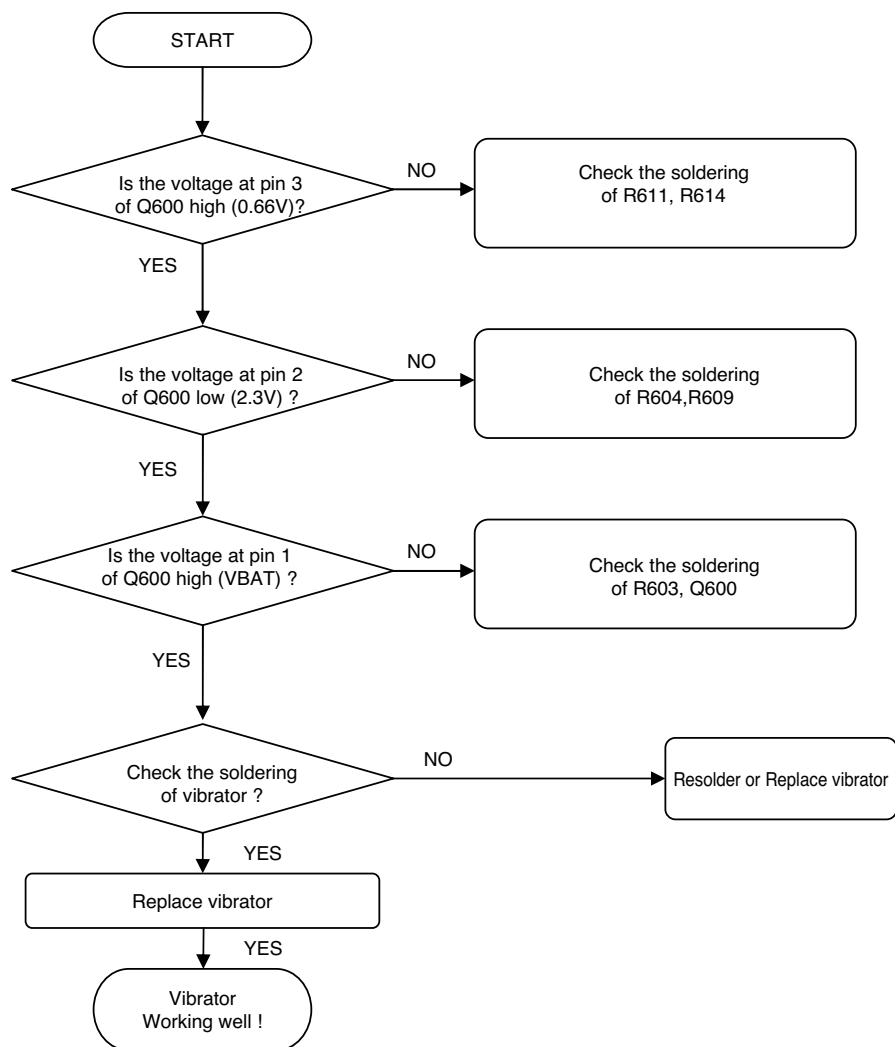 START
Is the voltage at pin 3
of Q600 high (0.66V)?
NO
Check the soldering
of R611, R614
YES
Is the voltage at pin 2
of Q600 low (2.3V) ?
NO
Check the soldering
of R604,R609
YES
Is the voltage at pin 1
of Q600 high (VBAT) ?
NO
Check the soldering
of R603, Q600
YES
Check the soldering
of vibrator ?
NO
Resolder or Replace vibrator
YES
Replace vibrator
YES
Vibrator
Working well !